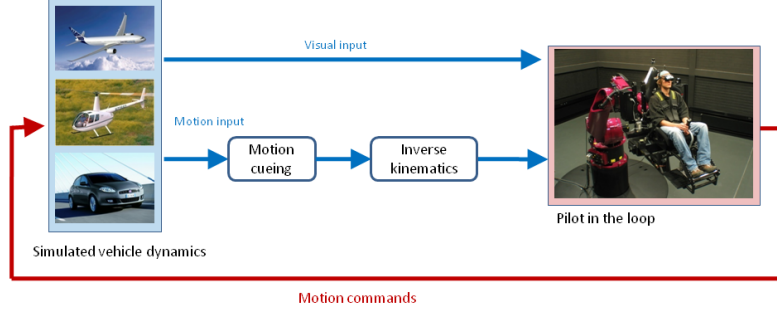 Visual input
Motion input
Motion
cueing
Inverse
kinematics
Pilot in the loop
Simulated vehicle dynamics
Motion commands